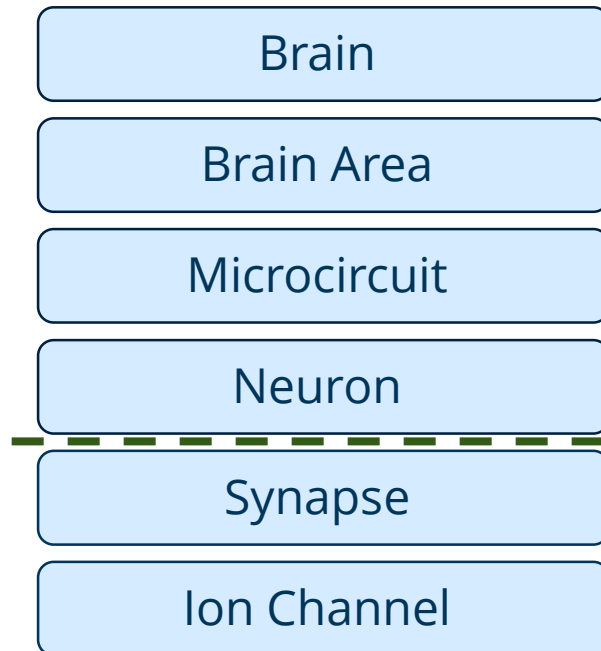 Brain
Brain Area
Microcircuit
Neuron
Synapse
Ion Channel